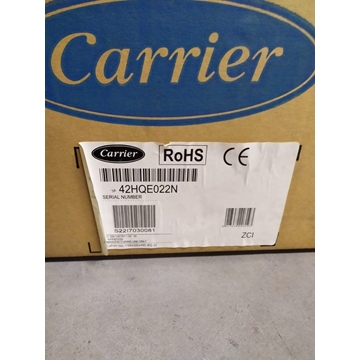 Carrier
Carrier
RoHS
CE
42HQE022N
SERIAL NUMBER
S2217030081
ZCI